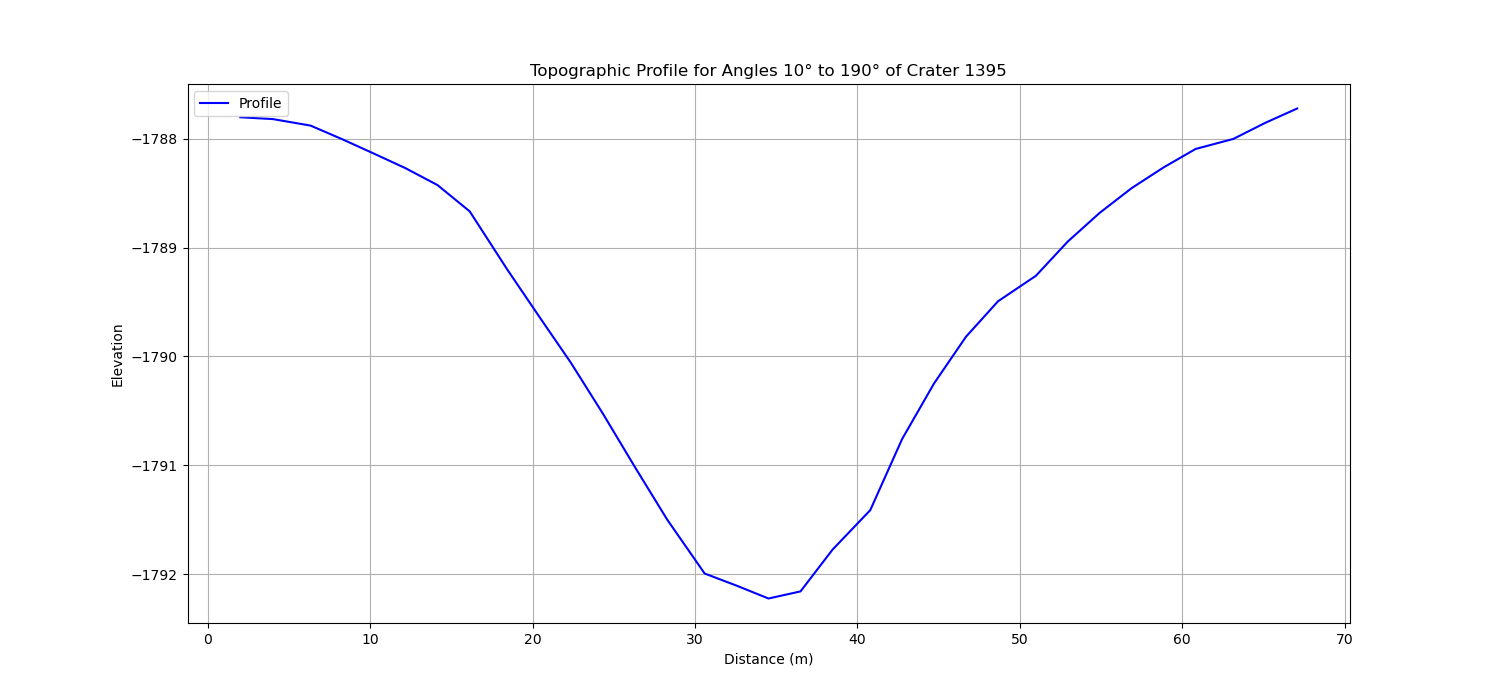 Topographic Profile for Angles 10° to 190° of Crater 1395
Profile
−1788
−1789
−1790
−1791
−1792
Elevation
0 10 20 30 40 50 60 70
Distance (m)